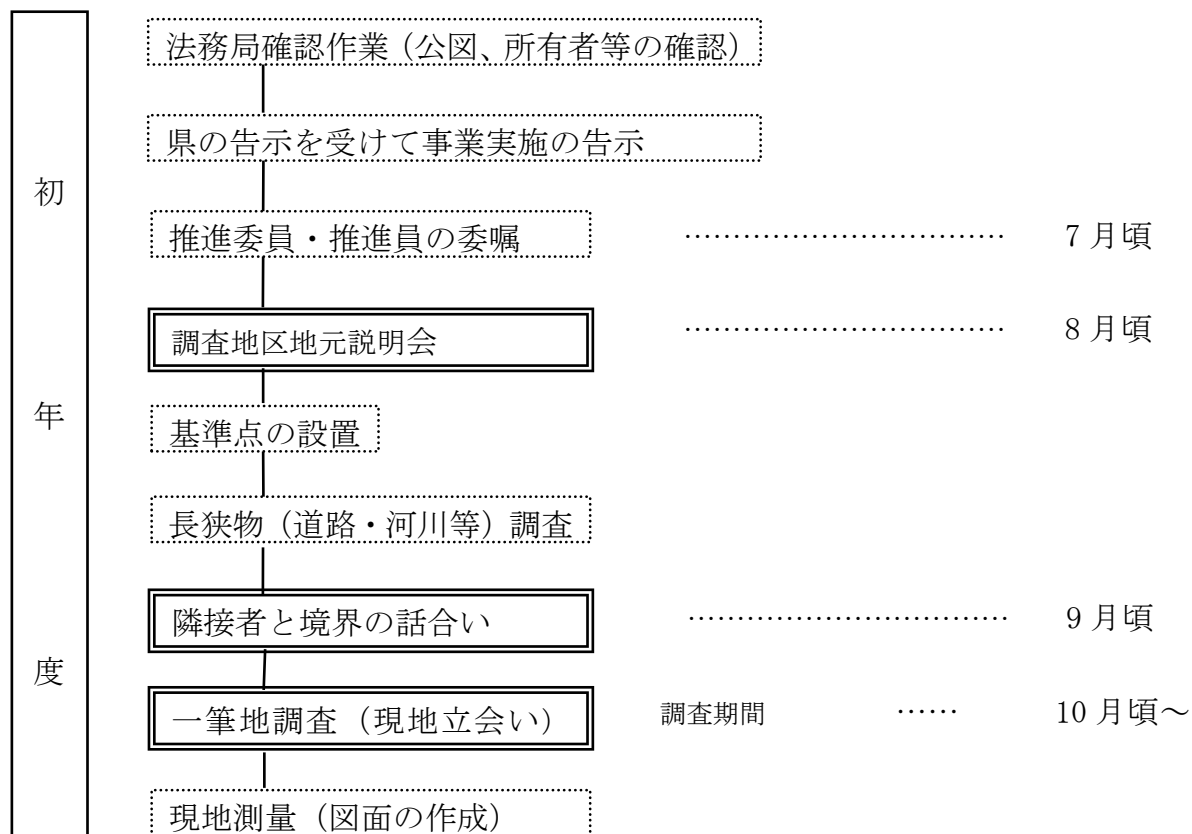 初年度
法務局確認作業（公図、所有者等の確認）
県の告示を受けて事業実施の告示
推進委員・推進員の委嘱 …………………………… 7 月頃
調査地区地元説明会 …………………………… 8 月頃
基準点の設置
長狭物（道路・河川等）調査
隣接者と境界の話合い …………………………… 9 月頃
一筆地調査（現地立会い） 調査期間 …… 10 月頃～
現地測量（図面の作成）